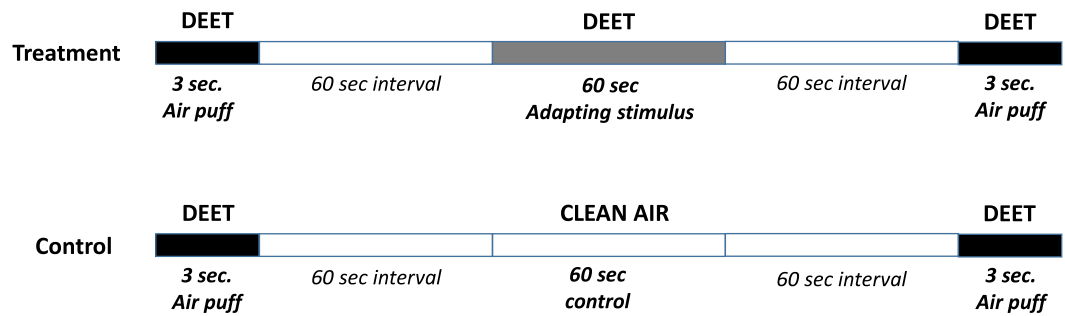 DEET DEET DEET
Treatment
3 sec. 60 sec interval 60 sec 60 sec interval 3 sec.
Air puff Adapting stimulus Air puff
DEET CLEAN AIR DEET
Control
3 sec. 60 sec interval 60 sec 60 sec interval 3 sec.
Air puff control Air puff